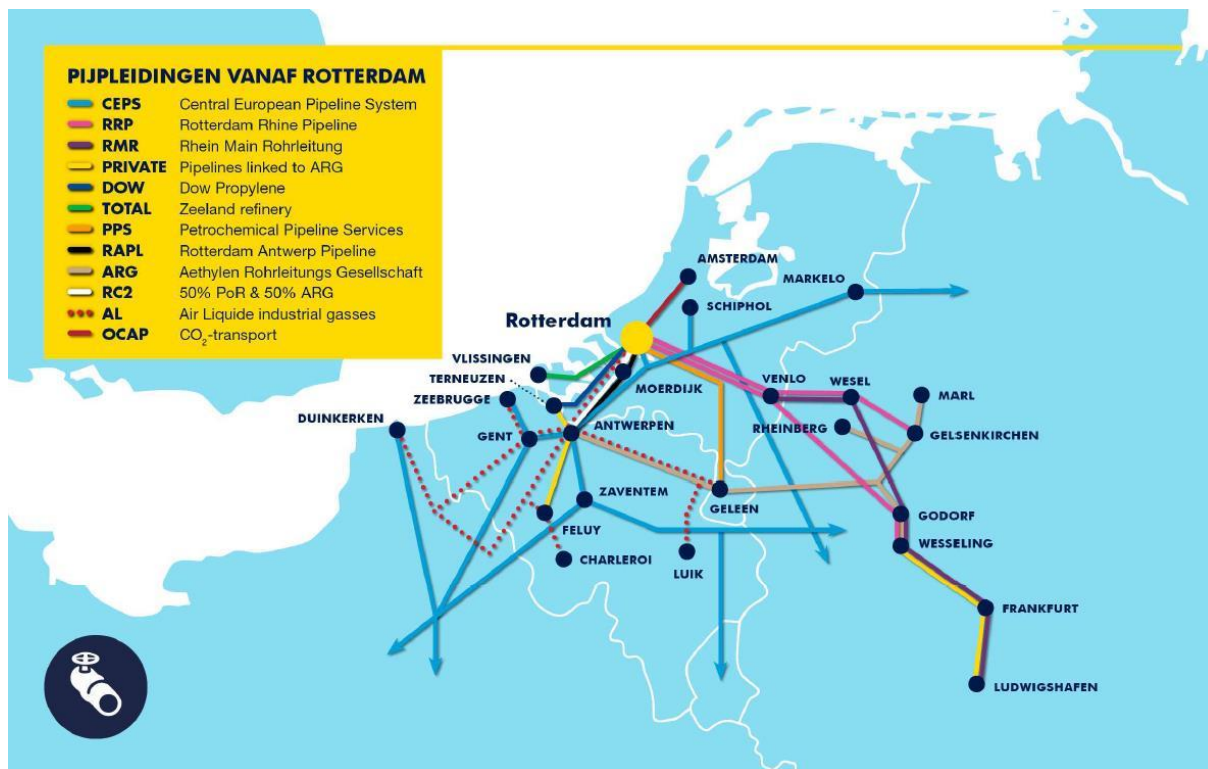 PIJPLEIDINGEN VANAF ROTTERDAM
CEPS Central European Pipeline System
RRP Rotterdam Rhine Pipeline
RMR Rhein Main Rohrleitung
PRIVATE Pipelines linked to ARG
DOW Dow Propylene
TOTAL Zeeland refinery
PPS Petrochemical Pipeline Services
RAPL Rotterdam Antwerp Pipeline
ARG Aethylen Rohrleitungs Gesellschaft
RC2 50% PoR & 50% ARG
AL Air Liquide industrial gasses
OCAP CO₂-transport
AMSTERDAM
MARKELO
SCHIPHOL
Rotterdam
VLISSINGEN
TERNEUZEN
MOERDIJK
VENLO
WESEL
MARL
ZEEBRUGGE
DUINKERKEN
GENT
ANTWERPEN
RHEINBERG
GELSENKIRCHEN
ZAVENTEM
GELEEN
GODORF
FELUY
WESSELING
CHARLEROI
LUIK
FRANKFURT
LUDWIGSHAFEN